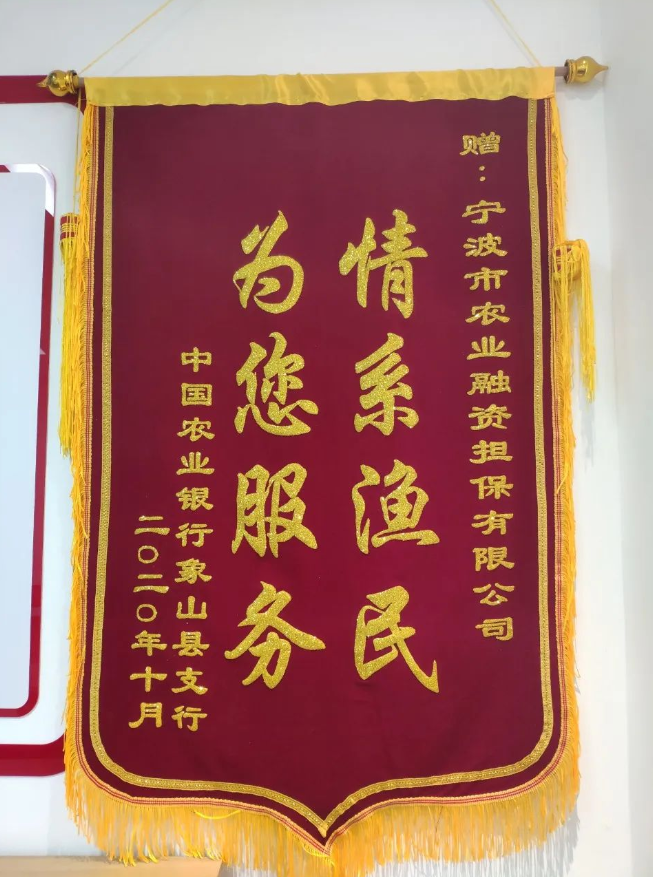 赠：宁波市农业融资担保有限公司
情系渔民
为您服务
中国农业银行象山县支行
二〇二〇年十月